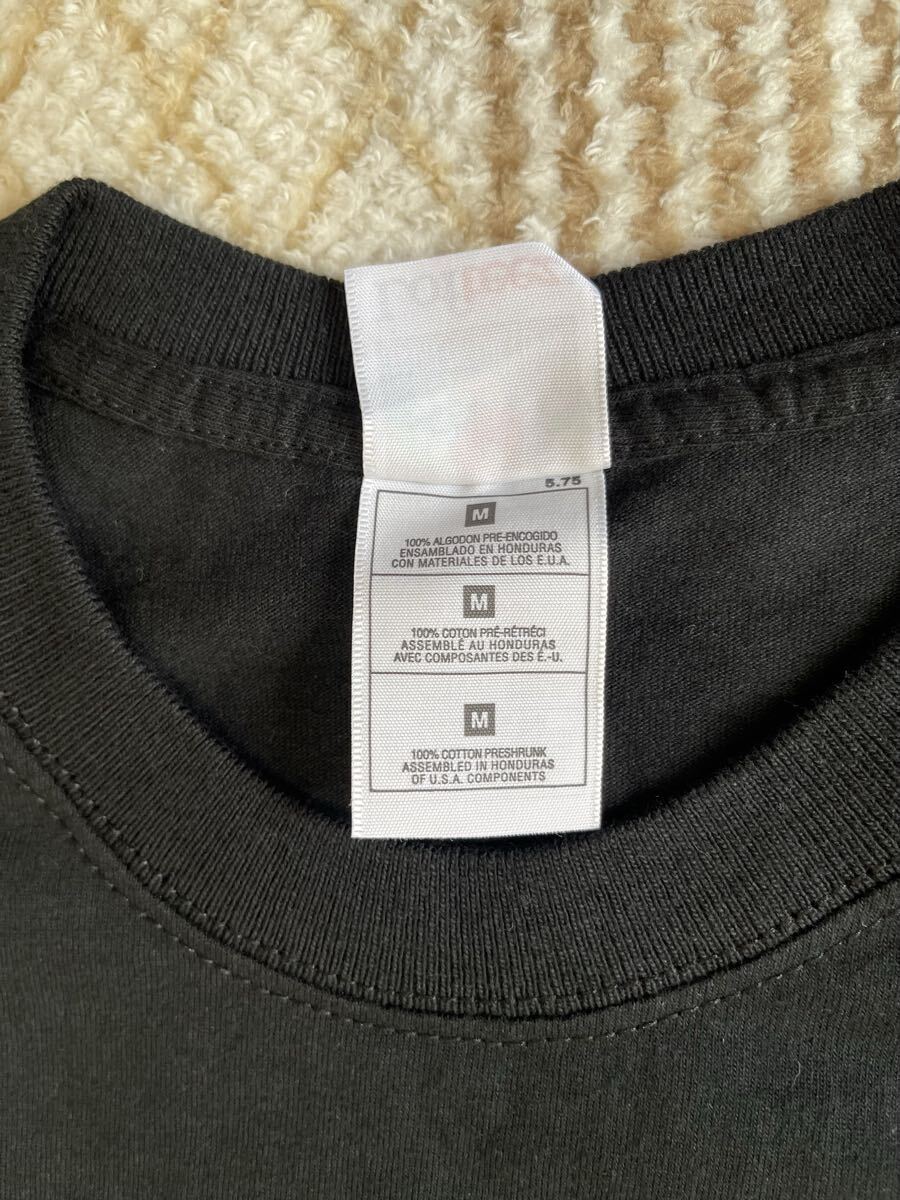 5.75
M
100% ALGODON PRE-ENCOGIDO
ENSAMBLADO EN HONDURAS
CON MATERIALES DE LOS E.U.A.
M
100% COTON PRÉ-RÉTRÉCI
ASSEMBLÉ AU HONDURAS
AVEC COMPOSANTES DES É.-U.
M
100% COTTON PRESHRUNK
ASSEMBLED IN HONDURAS
OF U.S.A. COMPONENTS